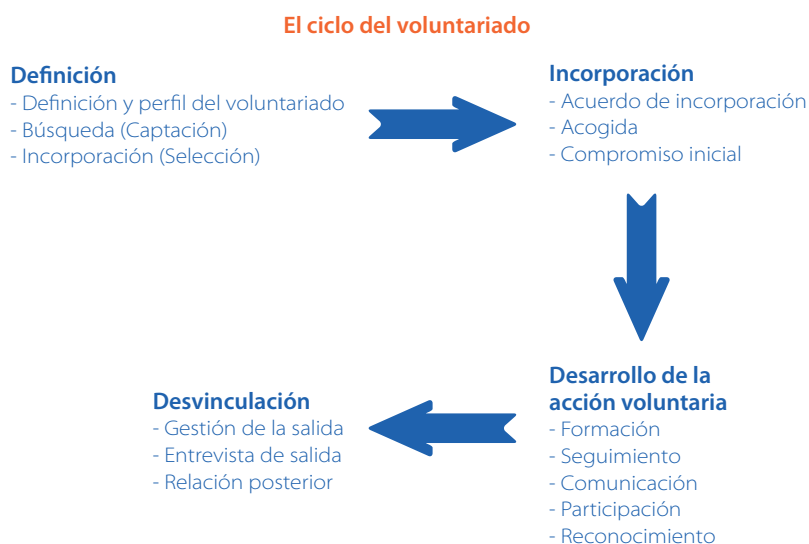 El ciclo del voluntariado
Definición
- Definición y perfil del voluntariado
- Búsqueda (Captación)
- Incorporación (Selección)
Incorporación
- Acuerdo de incorporación
- Acogida
- Compromiso inicial
Desarrollo de la
acción voluntaria
- Formación
- Seguimiento
- Comunicación
- Participación
- Reconocimiento
Desvinculación
- Gestión de la salida
- Entrevista de salida
- Relación posterior